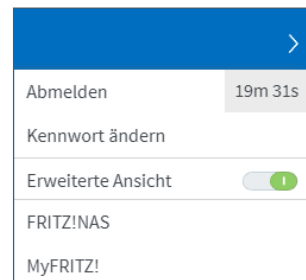 Abmelden 19m 31s
Kennwort ändern
Erweiterte Ansicht
FRITZ!NAS
MyFRITZ!